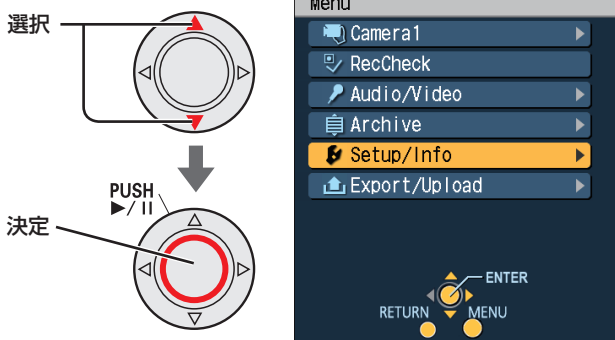 選択
PUSH
▶/II
決定
Menu
Camera1
RecCheck
Audio/Video
Archive
Setup/Info
Export/Upload
ENTER
RETURN
MENU